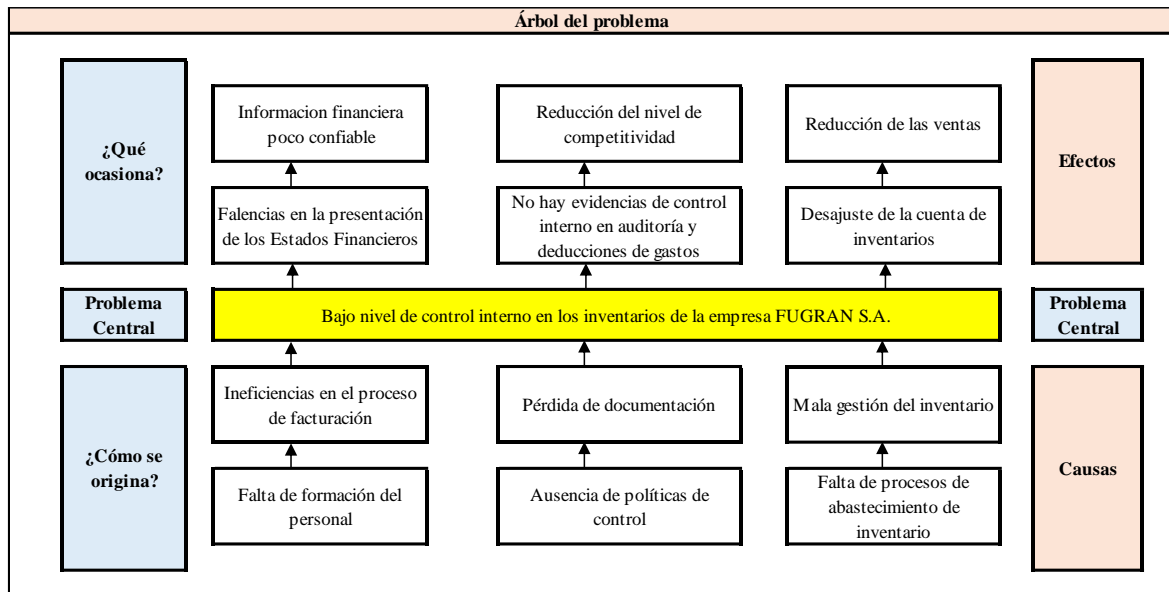 Árbol del problema
¿Qué
ocasiona?
Informacion financiera
poco confiable
Reducción del nivel de
competitividad
Reducción de las ventas
Efectos
Falencias en la presentación
de los Estados Financieros
No hay evidencias de control
interno en auditoría y
deducciones de gastos
Desajuste de la cuenta de
inventarios
Problema
Central
Bajo nivel de control interno en los inventarios de la empresa FUGRAN S.A.
Problema
Central
¿Cómo se
origina?
Ineficiencias en el proceso
de facturación
Pérdida de documentación
Mala gestión del inventario
Causas
Falta de formación del
personal
Ausencia de políticas de
control
Falta de procesos de
abastecimiento de
inventario